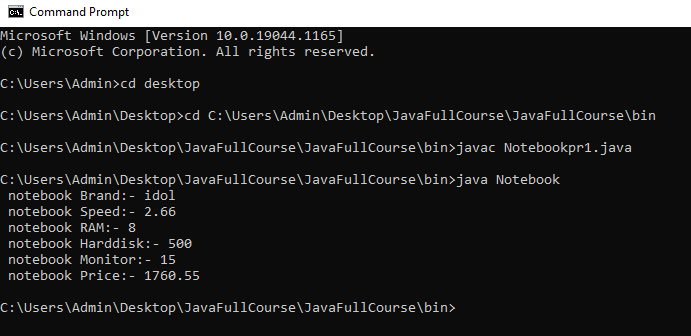 Command Prompt
Microsoft Windows [Version 10.0.19044.1165]
(c) Microsoft Corporation. All rights reserved.
C:\Users\Admin>cd desktop
C:\Users\Admin\Desktop>cd C:\Users\Admin\Desktop\JavaFullCourse\JavaFullCourse\bin
C:\Users\Admin\Desktop\JavaFullCourse\JavaFullCourse\bin>javac Notebookpr1.java
C:\Users\Admin\Desktop\JavaFullCourse\JavaFullCourse\bin>java Notebook
notebook Brand:- idol
notebook Speed:- 2.66
notebook RAM:- 8
notebook Harddisk:- 500
notebook Monitor:- 15
notebook Price:- 1760.55
C:\Users\Admin\Desktop\JavaFullCourse\JavaFullCourse\bin>